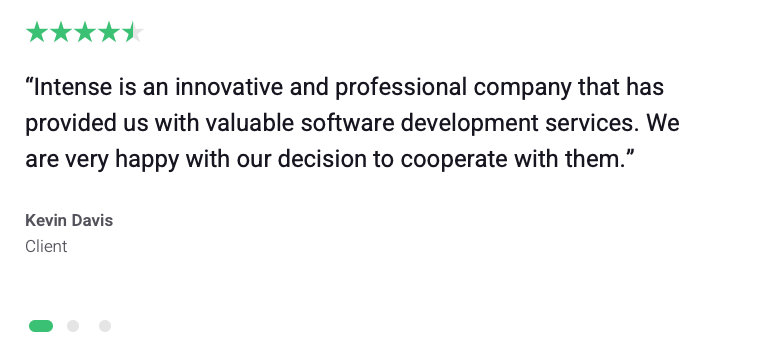 “Intense is an innovative and professional company that has
provided us with valuable software development services. We
are very happy with our decision to cooperate with them.”
Kevin Davis
Client